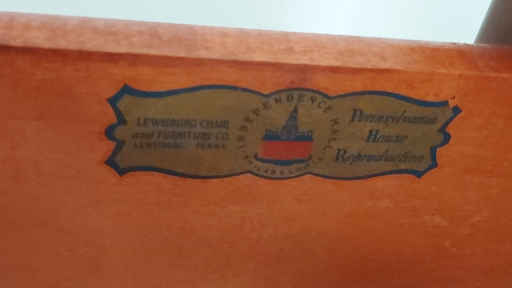 LEWISBURG CHAIR
and FURNITURE CO.
LEWISBURG PENNA.
INDEPENDENCE HALL
Pennsylvania
House
Reproduction